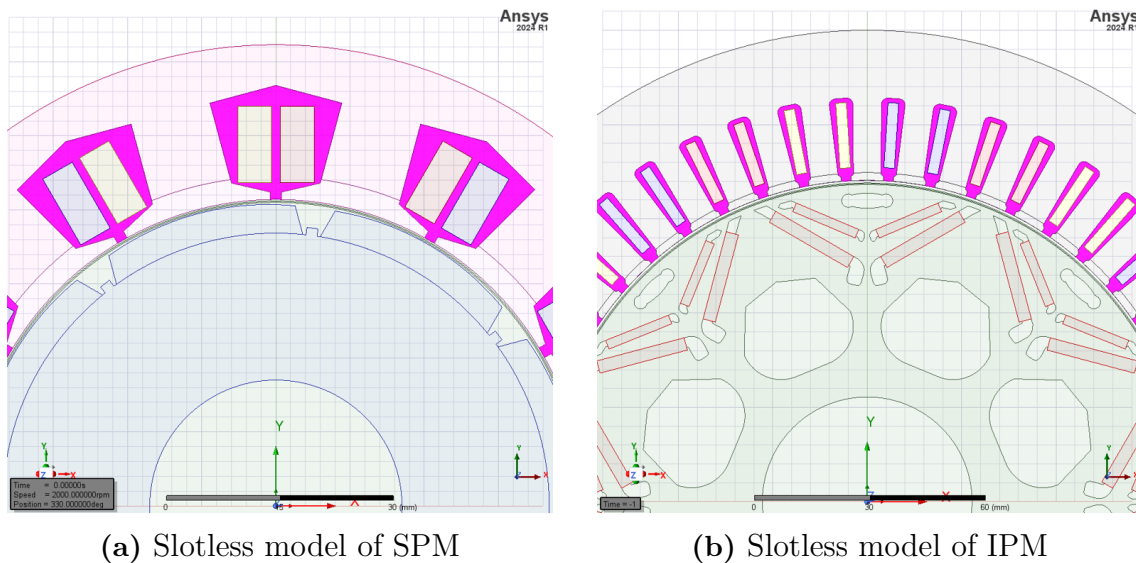 Ansys
2024 R1
Y
Y
X
Z
Y
Z
X
Time = 0.00000s
Speed = 2000.000000rpm
Position = 330.000000deg
X
0
15
30 (mm)
Ansys
2024 R1
Y
Y
X
Z
Y
Z
X
Time = -1
Z
X
0
30
60 (mm)
(a) Slotless model of SPM
(b) Slotless model of IPM